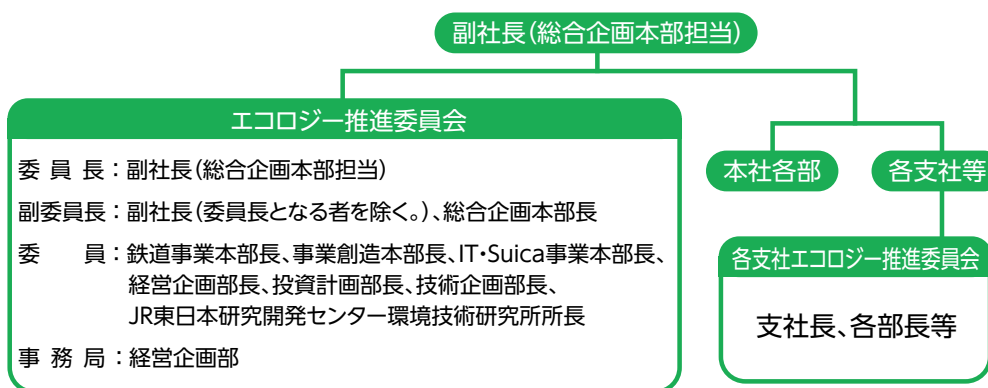 副社長(総合企画本部担当)
エコロジー推進委員会
委員長：副社長(総合企画本部担当)
副委員長：副社長(委員長となる者を除く。)、総合企画本部長
委　　員：鉄道事業本部長、事業創造本部長、IT・Suica事業本部長、
経営企画部長、投資計画部長、技術企画部長、
JR東日本研究開発センター環境技術研究所所長
事務局：経営企画部
本社各部
各支社等
各支社エコロジー推進委員会
支社長、各部長等